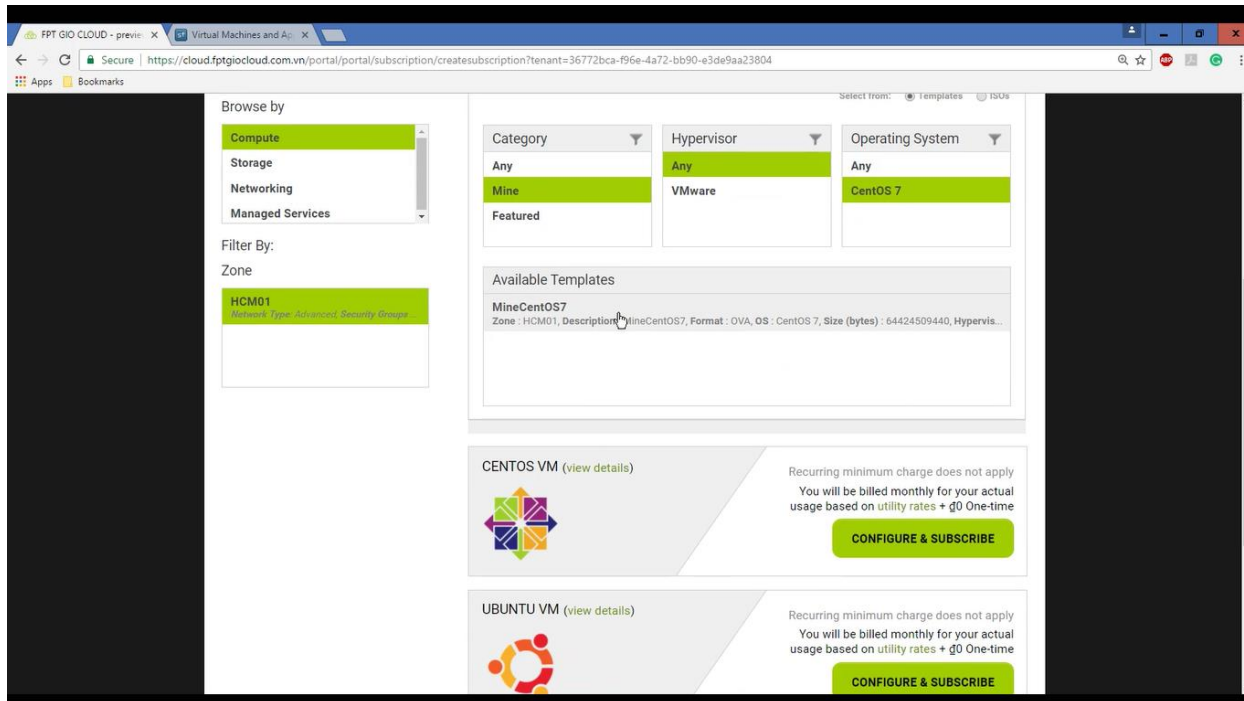 FPT GIO CLOUD - previe
Virtual Machines and Ap
Secure
https://cloud.fptgiocloud.com.vn/portal/portal/subscription/createsubscription?tenant=36772bca-f96e-4a72-bb90-e3de9aa23804
ABP
G
Apps
Bookmarks
Browse by
Compute
Storage
Networking
Managed Services
Filter By:
Zone
HCM01
Network Type: Advanced, Security Groups ...
Select from:
Templates
ISOs
Category
Any
Mine
Featured
Hypervisor
Any
VMware
Operating System
Any
CentOS 7
Available Templates
MineCentOS7
Zone : HCM01, Description MineCentOS7, Format : OVA, OS : CentOS 7, Size (bytes) : 64424509440, Hypervis...
CENTOS VM (view details)
Recurring minimum charge does not apply
You will be billed monthly for your actual
usage based on utility rates + ₫0 One-time
CONFIGURE & SUBSCRIBE
UBUNTU VM (view details)
Recurring minimum charge does not apply
You will be billed monthly for your actual
usage based on utility rates + ₫0 One-time
CONFIGURE & SUBSCRIBE